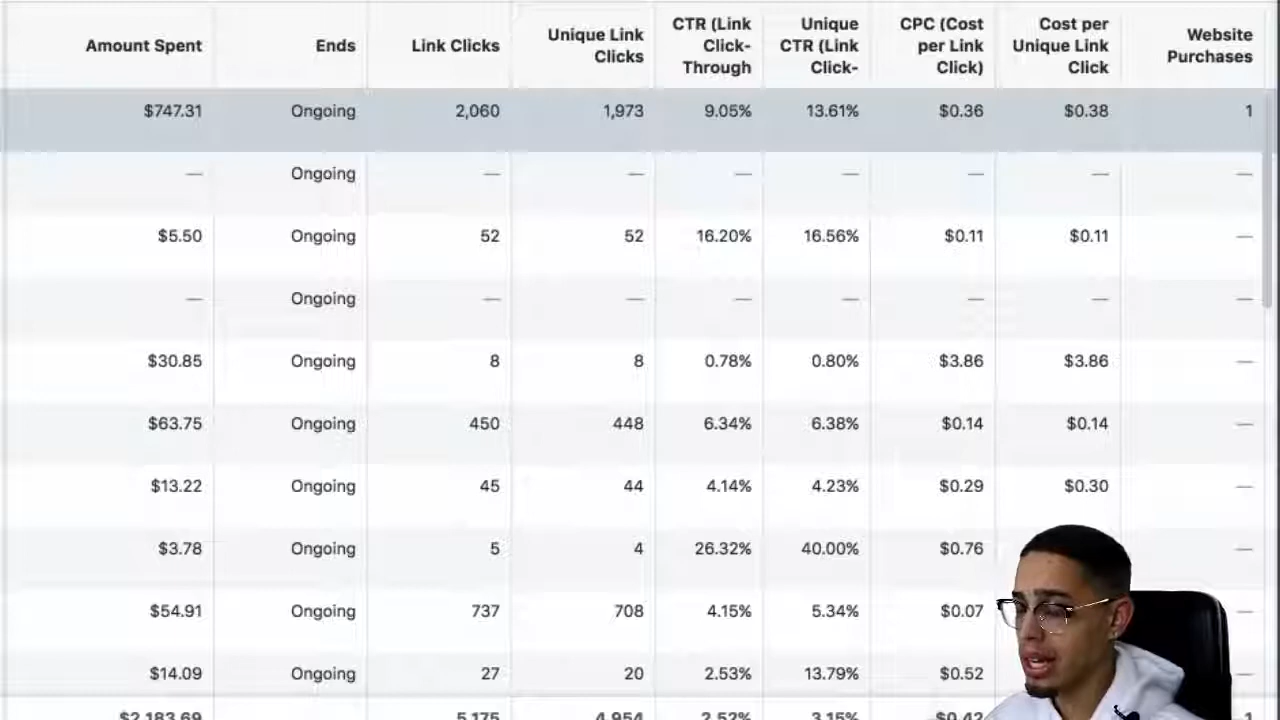 Amount Spent Ends Link Clicks Unique Link Clicks CTR (Link Click-Through Unique CTR (Link Click- CPC (Cost per Link Click) Cost per Unique Link Click Website Purchases
$747.31 Ongoing 2,060 1,973 9.05% 13.61% $0.36 $0.38 1
— Ongoing — — — — — — —
$5.50 Ongoing 52 52 16.20% 16.56% $0.11 $0.11 —
— Ongoing — — — — — — —
$30.85 Ongoing 8 8 0.78% 0.80% $3.86 $3.86 —
$63.75 Ongoing 450 448 6.34% 6.38% $0.14 $0.14 —
$13.22 Ongoing 45 44 4.14% 4.23% $0.29 $0.30 —
$3.78 Ongoing 5 4 26.32% 40.00% $0.76 —
$54.91 Ongoing 737 708 4.15% 5.34% $0.07 —
$14.09 Ongoing 27 20 2.53% 13.79% $0.52 —
$2,183.69 5,175 4,954 2.52% 3.15% $0.42 1